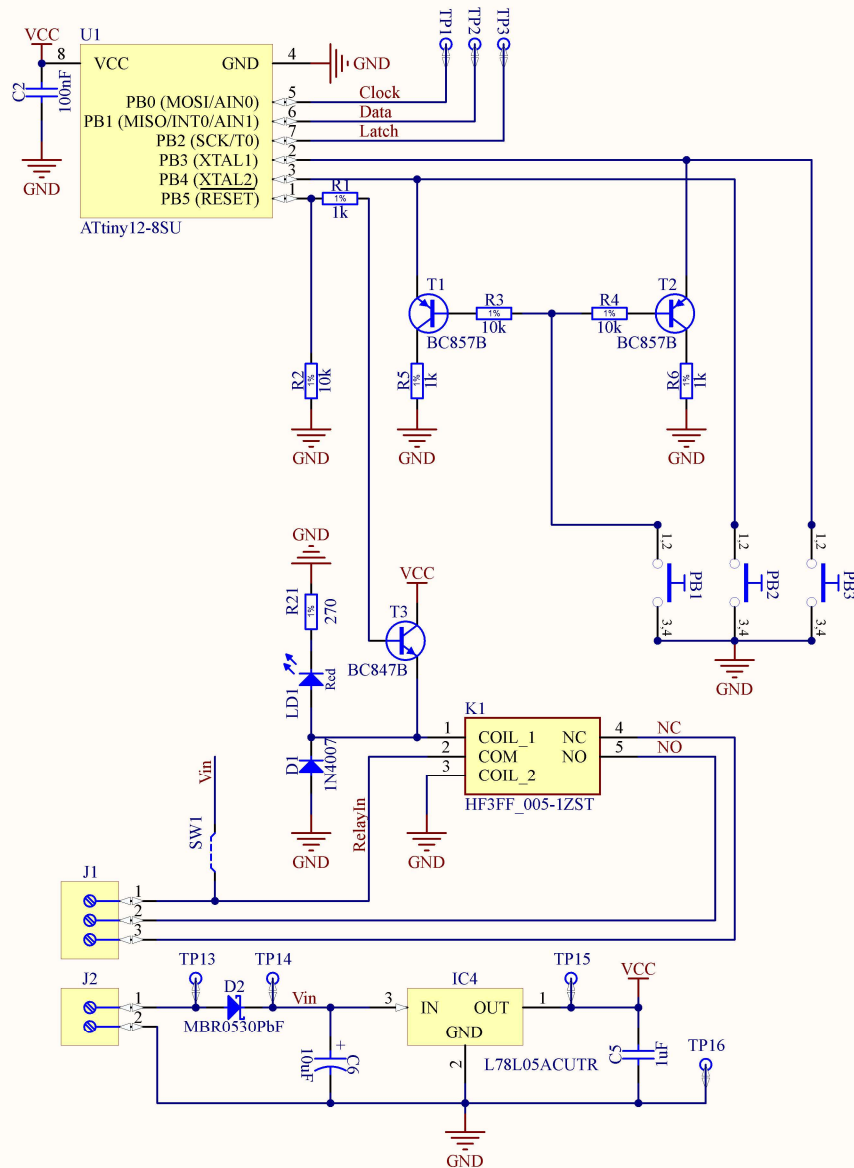 TP1
TP2
TP3
VCC
U1
8
VCC
GND
4
GND
C2
100nF
PB0 (MOSI/AIN0)
5
Clock
PB1 (MISO/INT0/AIN1)
6
Data
PB2 (SCK/T0)
7
Latch
PB3 (XTAL1)
2
PB4 (XTAL2)
3
PB5 (RESET)
1
R1
1%
1k
GND
ATtiny12-8SU
T1
R3
1%
10k
BC857B
R4
1%
10k
T2
BC857B
R2
1%
10k
R5
1%
1k
R6
1%
1k
GND
GND
GND
GND
R21
1%
270
VCC
T3
BC847B
LD1
Red
1,2
1,2
1,2
PB1
PB2
PB3
3,4
3,4
3,4
GND
K1
1
COIL_1
NC
4
NC
2
COM
NO
5
NO
3
COIL_2
HF3FF_005-1ZST
D1
1N4007
GND
RelayIn
GND
Vin
SW1
J1
1
2
3
J2
1
2
TP13
D2
MBR0530PbF
TP14
Vin
3
IC4
IN
OUT
GND
1
2
L78L05ACUTR
TP15
VCC
+
C6
10uF
C5
1uF
TP16
GND